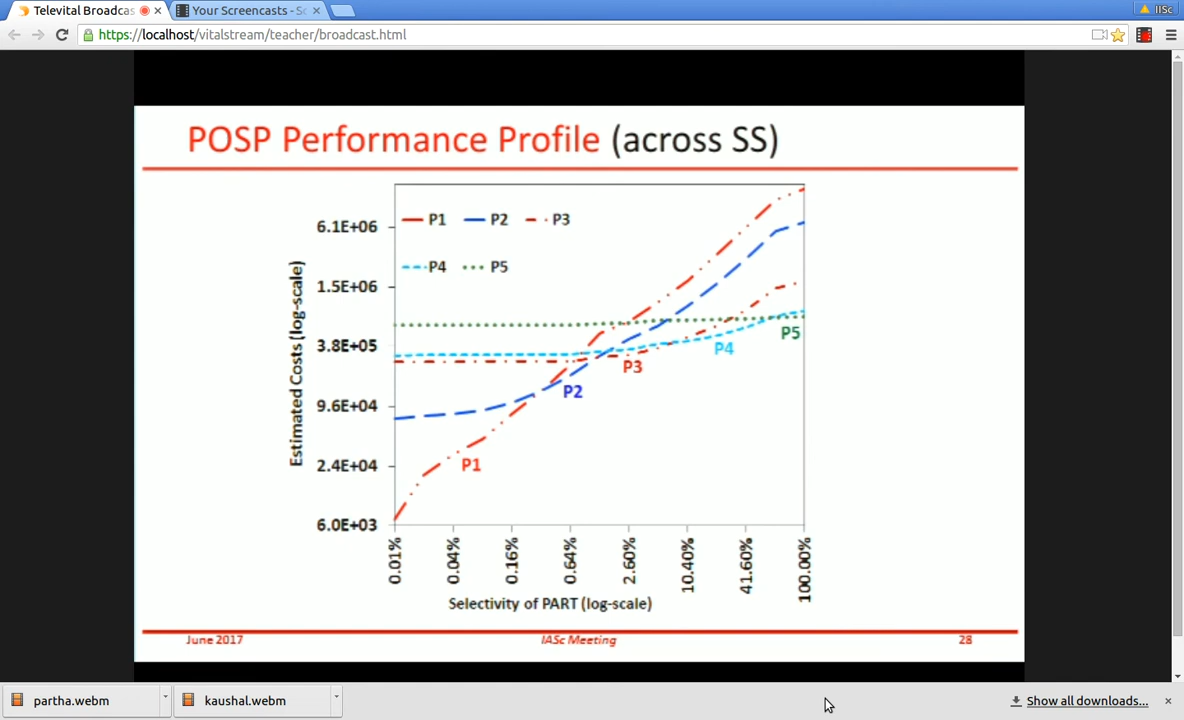 Televital Broadcas
Your Screencasts - Sc
IISc
https://localhost/vitalstream/teacher/broadcast.html
POSP Performance Profile (across SS)
P1 P2 P3
P4 P5
Estimated Costs (log-scale)
6.1E+06
1.5E+06
3.8E+05
9.6E+04
2.4E+04
6.0E+03
P5
P4
P3
P2
P1
0.01% 0.04% 0.16% 0.64% 2.60% 10.40% 41.60% 100.00%
Selectivity of PART (log-scale)
June 2017 IASc Meeting 28
partha.webm kaushal.webm Show all downloads...